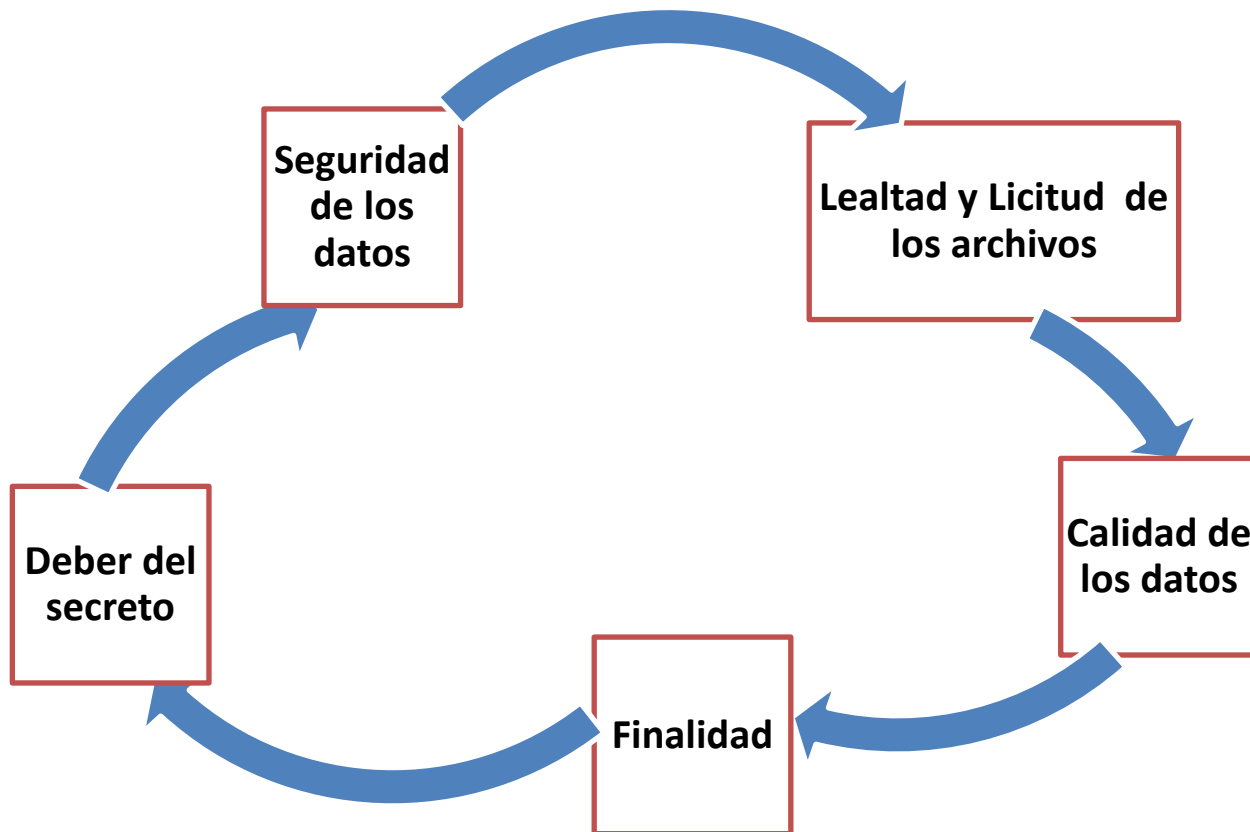 Seguridad
de los
datos
Lealtad y Licitud  de
los archivos
Calidad de
los datos
Finalidad
Deber del
secreto